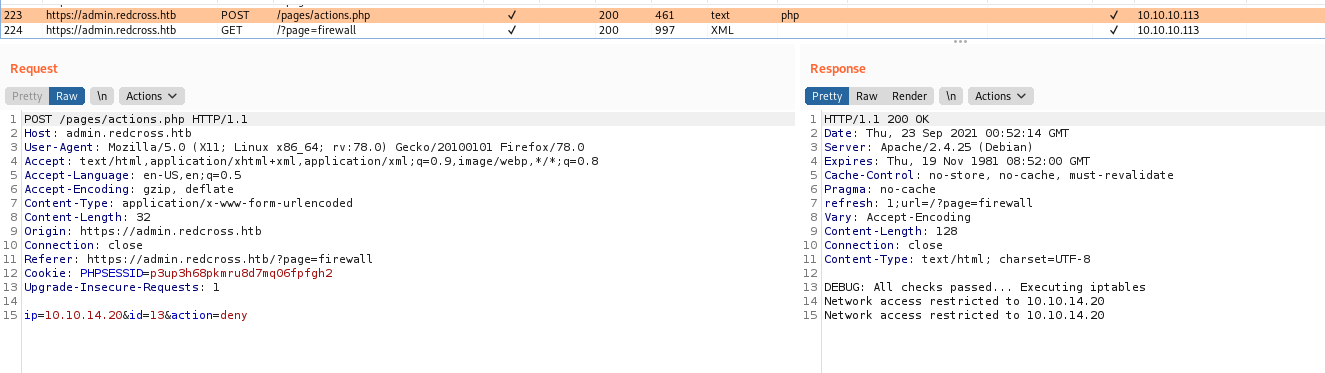 223 https://admin.redcross.htb POST /pages/actions.php ✓ 200 461 text php ✓ 10.10.10.113
224 https://admin.redcross.htb GET /?page=firewall ✓ 200 997 XML ✓ 10.10.10.113
Request
Pretty Raw \n Actions
1 POST /pages/actions.php HTTP/1.1
2 Host: admin.redcross.htb
3 User-Agent: Mozilla/5.0 (X11; Linux x86_64; rv:78.0) Gecko/20100101 Firefox/78.0
4 Accept: text/html,application/xhtml+xml,application/xml;q=0.9,image/webp,*/*;q=0.8
5 Accept-Language: en-US,en;q=0.5
6 Accept-Encoding: gzip, deflate
7 Content-Type: application/x-www-form-urlencoded
8 Content-Length: 32
9 Origin: https://admin.redcross.htb
10 Connection: close
11 Referer: https://admin.redcross.htb/?page=firewall
12 Cookie: PHPSESSID=p3up3h68pkmru8d7mq06fpfgh2
13 Upgrade-Insecure-Requests: 1
14
15 ip=10.10.14.20&id=13&action=deny
Response
Pretty Raw Render \n Actions
1 HTTP/1.1 200 OK
2 Date: Thu, 23 Sep 2021 00:52:14 GMT
3 Server: Apache/2.4.25 (Debian)
4 Expires: Thu, 19 Nov 1981 08:52:00 GMT
5 Cache-Control: no-store, no-cache, must-revalidate
6 Pragma: no-cache
7 refresh: 1;url=/?page=firewall
8 Vary: Accept-Encoding
9 Content-Length: 128
10 Connection: close
11 Content-Type: text/html; charset=UTF-8
12
13 DEBUG: All checks passed... Executing iptables
14 Network access restricted to 10.10.14.20
15 Network access restricted to 10.10.14.20